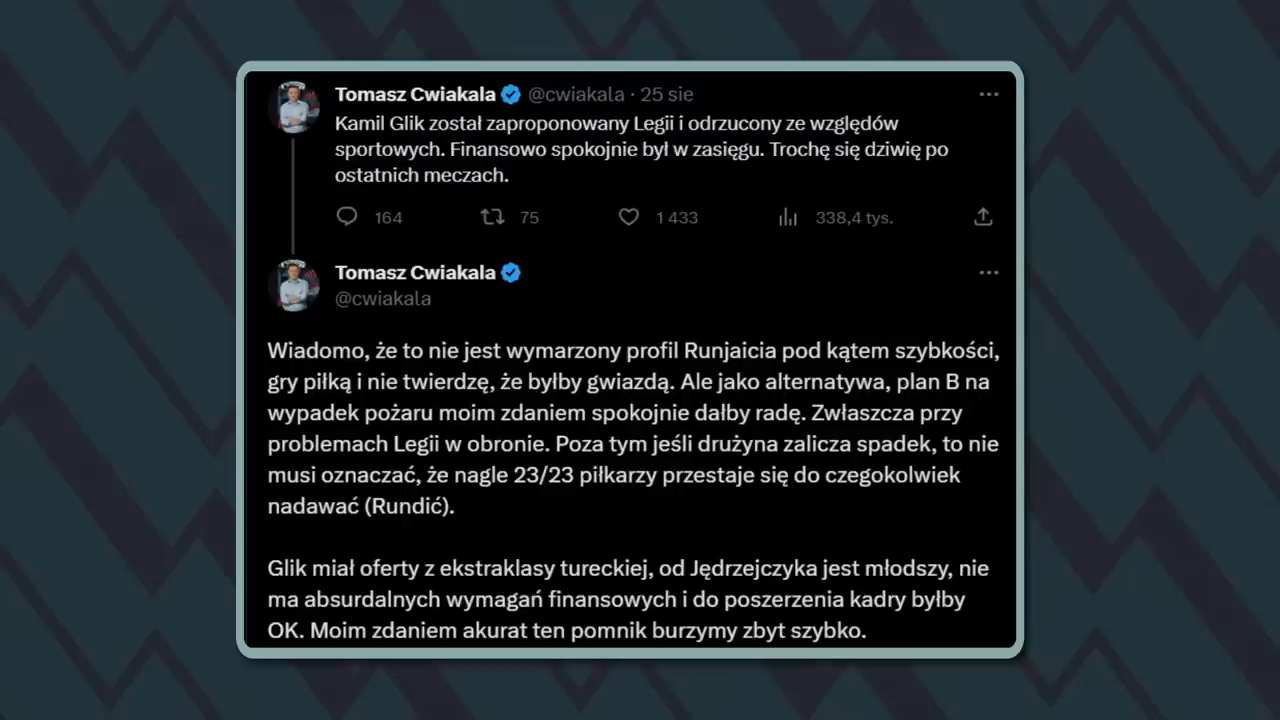 Tomasz Cwiakala @cwiakala · 25 sie
Kamil Glik został zaproponowany Legii i odrzucony ze względów
sportowych. Finansowo spokojnie był w zasięgu. Trochę się dziwię po
ostatnich meczach.
164 75 1 433 338,4 tys.
Tomasz Cwiakala
@cwiakala
Wiadomo, że to nie jest wymarzony profil Runjaicia pod kątem szybkości,
gry piłką i nie twierdzę, że byłby gwiazdą. Ale jako alternatywa, plan B na
wypadek pożaru moim zdaniem spokojnie dałby radę. Zwłaszcza przy
problemach Legii w obronie. Poza tym jeśli drużyna zalicza spadek, to nie
musi oznaczać, że nagle 23/23 piłkarzy przestaje się do czegokolwiek
nadawać (Rundić).
Glik miał oferty z ekstraklasy tureckiej, od Jędrzejczyka jest młodszy, nie
ma absurdalnych wymagań finansowych i do poszerzenia kadry byłby
OK. Moim zdaniem akurat ten pomnik burzymy zbyt szybko.